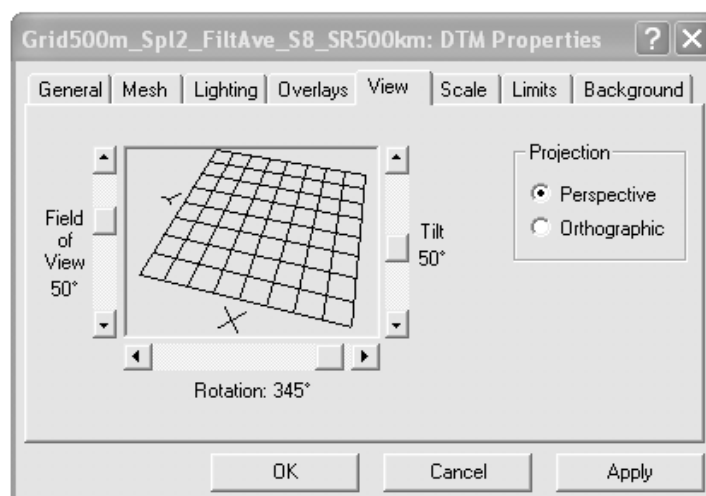 Grid500m_Spl2_FiltAve_S8_SR500km: DTM Properties
General Mesh Lighting Overlays View Scale Limits Background
Projection
Perspective
Orthographic
Field
of
View
50°
Y
X
Tilt
50°
Rotation: 345°
OK Cancel Apply